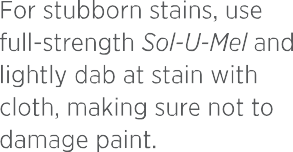 For stubborn stains, use
full-strength Sol-U-Mel and
lightly dab at stain with
cloth, making sure not to
damage paint.